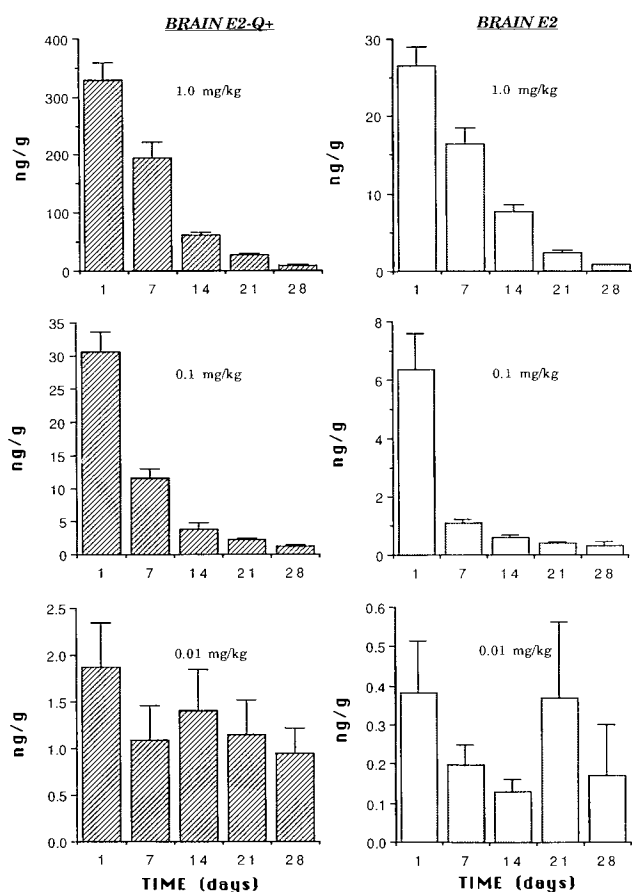 BRAIN E2-Q+
400
300
200
100
0
ng/g
1.0 mg/kg
1 7 14 21 28
BRAIN E2
30
20
10
0
ng/g
1.0 mg/kg
1 7 14 21 28
35
30
25
20
15
10
5
0
ng/g
0.1 mg/kg
1 7 14 21 28
8
6
4
2
0
ng/g
0.1 mg/kg
1 7 14 21 28
2.5
2.0
1.5
1.0
0.5
0.0
ng/g
0.01 mg/kg
1 7 14 21 28
TIME (days)
0.6
0.5
0.4
0.3
0.2
0.1
0.0
ng/g
0.01 mg/kg
1 7 14 21 28
TIME (days)